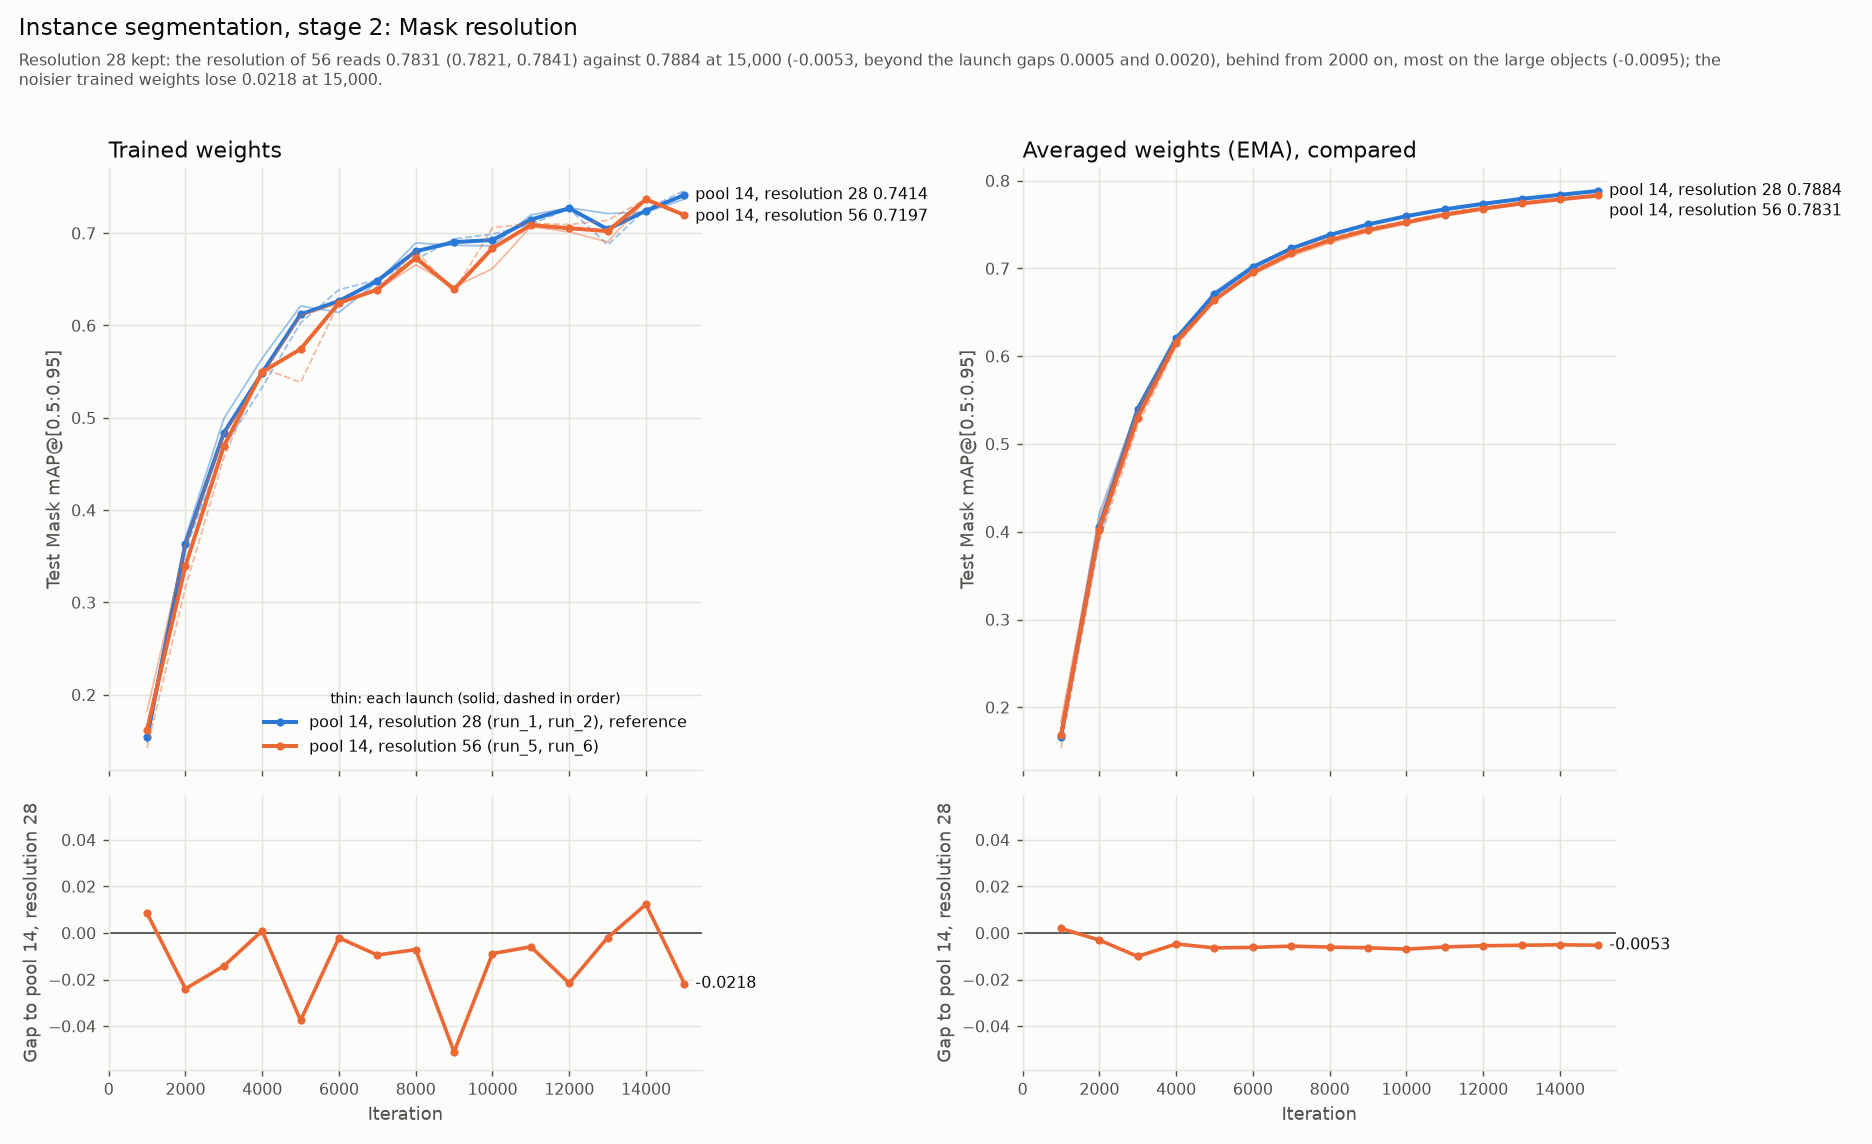 Instance segmentation, stage 2: Mask resolution
Resolution 28 kept: the resolution of 56 reads 0.7831 (0.7821, 0.7841) against 0.7884 at 15,000 (-0.0053, beyond the launch gaps 0.0005 and 0.0020), behind from 2000 on, most on the large objects (-0.0095); the
noisier trained weights lose 0.0218 at 15,000.
Trained weights
Test Mask mAP@[0.5:0.95]
0.7
0.6
0.5
0.4
0.3
0.2
pool 14, resolution 28 0.7414
pool 14, resolution 56 0.7197
thin: each launch (solid, dashed in order)
pool 14, resolution 28 (run_1, run_2), reference
pool 14, resolution 56 (run_5, run_6)
Gap to pool 14, resolution 28
0.04
0.02
0.00
−0.02
−0.04
-0.0218
0 2000 4000 6000 8000 10000 12000 14000
Iteration
Averaged weights (EMA), compared
Test Mask mAP@[0.5:0.95]
0.8
0.7
0.6
0.5
0.4
0.3
0.2
pool 14, resolution 28 0.7884
pool 14, resolution 56 0.7831
Gap to pool 14, resolution 28
0.04
0.02
0.00
−0.02
−0.04
-0.0053
0 2000 4000 6000 8000 10000 12000 14000
Iteration